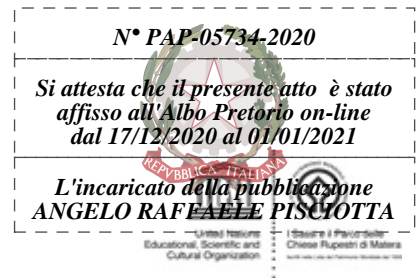 N° PAP-05734-2020
Si attesta che il presente atto è stato
affisso all'Albo Pretorio on-line
dal 17/12/2020 al 01/01/2021
REPVBBLICA ITALIANA
L'incaricato della pubblicazione
ANGELO RAFFAELE PISCIOTTA
United Nations
Educational, Scientific and
Cultural Organization
I Sassi e il Parco delle
Chiese Rupestri di Matera